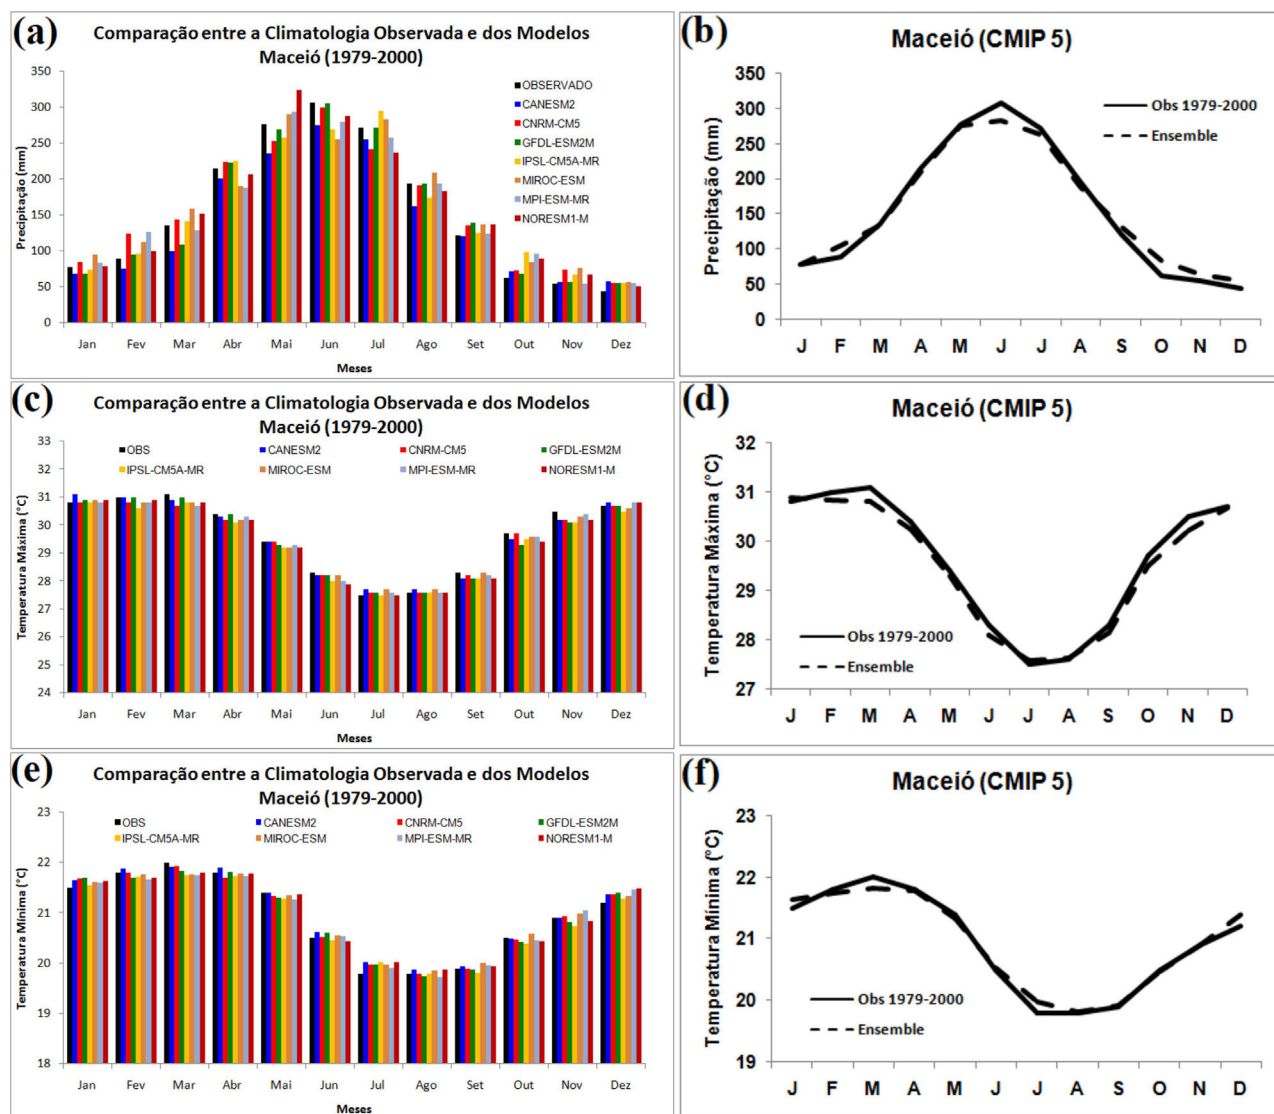 (a)
Comparação entre a Climatologia Observada e dos Modelos
Maceió (1979-2000)
Precipitação (mm)
350
300
250
200
150
100
50
0
OBSERVADO
CANESM2
CNRM-CM5
GFDL-ESM2M
IPSL-CM5A-MR
MIROC-ESM
MPI-ESM-MR
NORESM1-M
Jan Fev Mar Abr Mai Jun Jul Ago Set Out Nov Dez
Meses
(b)
Maceió (CMIP 5)
Precipitação (mm)
350
300
250
200
150
100
50
0
Obs 1979-2000
Ensemble
J F M A M J J A S O N D
(c)
Comparação entre a Climatologia Observada e dos Modelos
Maceió (1979-2000)
Temperatura Máxima (°C)
33
32
31
30
29
28
27
26
25
24
OBS CANESM2 CNRM-CM5 GFDL-ESM2M
IPSL-CM5A-MR MIROC-ESM MPI-ESM-MR NORESM1-M
Jan Fev Mar Abr Mai Jun Jul Ago Set Out Nov Dez
Meses
(d)
Maceió (CMIP 5)
Temperatura Máxima (°C)
32
31
30
29
28
27
Obs 1979-2000
Ensemble
J F M A M J J A S O N D
(e)
Comparação entre a Climatologia Observada e dos Modelos
Maceió (1979-2000)
Temperatura Mínima (°C)
23
22
21
20
19
18
OBS CANESM2 CNRM-CM5 GFDL-ESM2M
IPSL-CM5A-MR MIROC-ESM MPI-ESM-MR NORESM1-M
Jan Fev Mar Abr Mai Jun Jul Ago Set Out Nov Dez
Meses
(f)
Maceió (CMIP 5)
Temperatura Mínima (°C)
23
22
21
20
19
Obs 1979-2000
Ensemble
J F M A M J J A S O N D